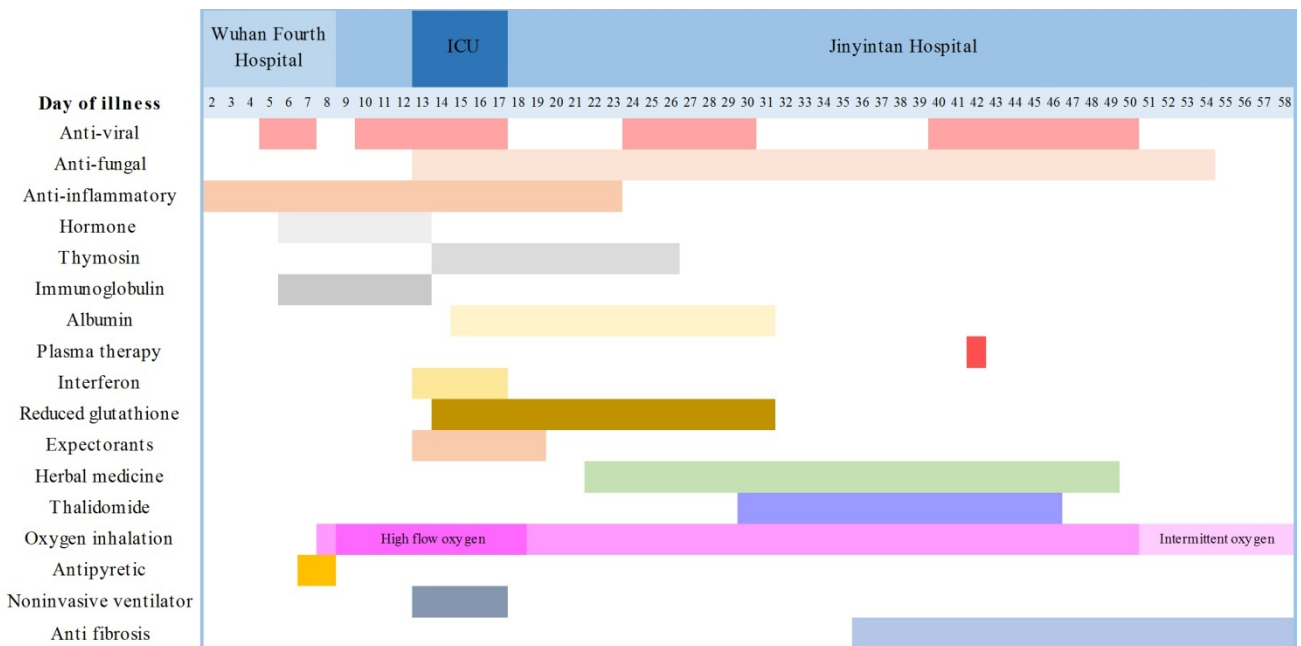 Wuhan Fourth
Hospital
ICU
Jinyintan Hospital
Day of illness 2 3 4 5 6 7 8 9 10 11 12 13 14 15 16 17 18 19 20 21 22 23 24 25 26 27 28 29 30 31 32 33 34 35 36 37 38 39 40 41 42 43 44 45 46 47 48 49 50 51 52 53 54 55 56 57 58
Anti-viral
Anti-fungal
Anti-inflammatory
Hormone
Thymosin
Immunoglobulin
Albumin
Plasma therapy
Interferon
Reduced glutathione
Expectorants
Herbal medicine
Thalidomide
Oxygen inhalation High flow oxygen Intermittent oxygen
Antipyretic
Noninvasive ventilator
Anti fibrosis